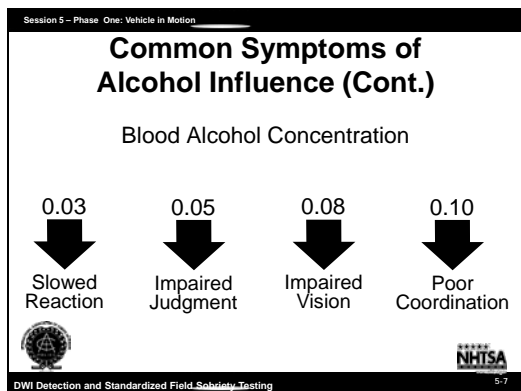 Session 5 – Phase One: Vehicle in Motion
Common Symptoms of
Alcohol Influence (Cont.)
Blood Alcohol Concentration
0.03 0.05 0.08 0.10
Slowed Impaired Impaired Poor
Reaction Judgment Vision Coordination
NHTSA
DWI Detection and Standardized Field Sobriety Testing 5-7